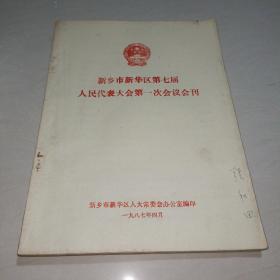 新乡市新华区第七届
人民代表大会第一次会议会刊
新乡市新华区人大常委会办公室编印
一九八七年四月